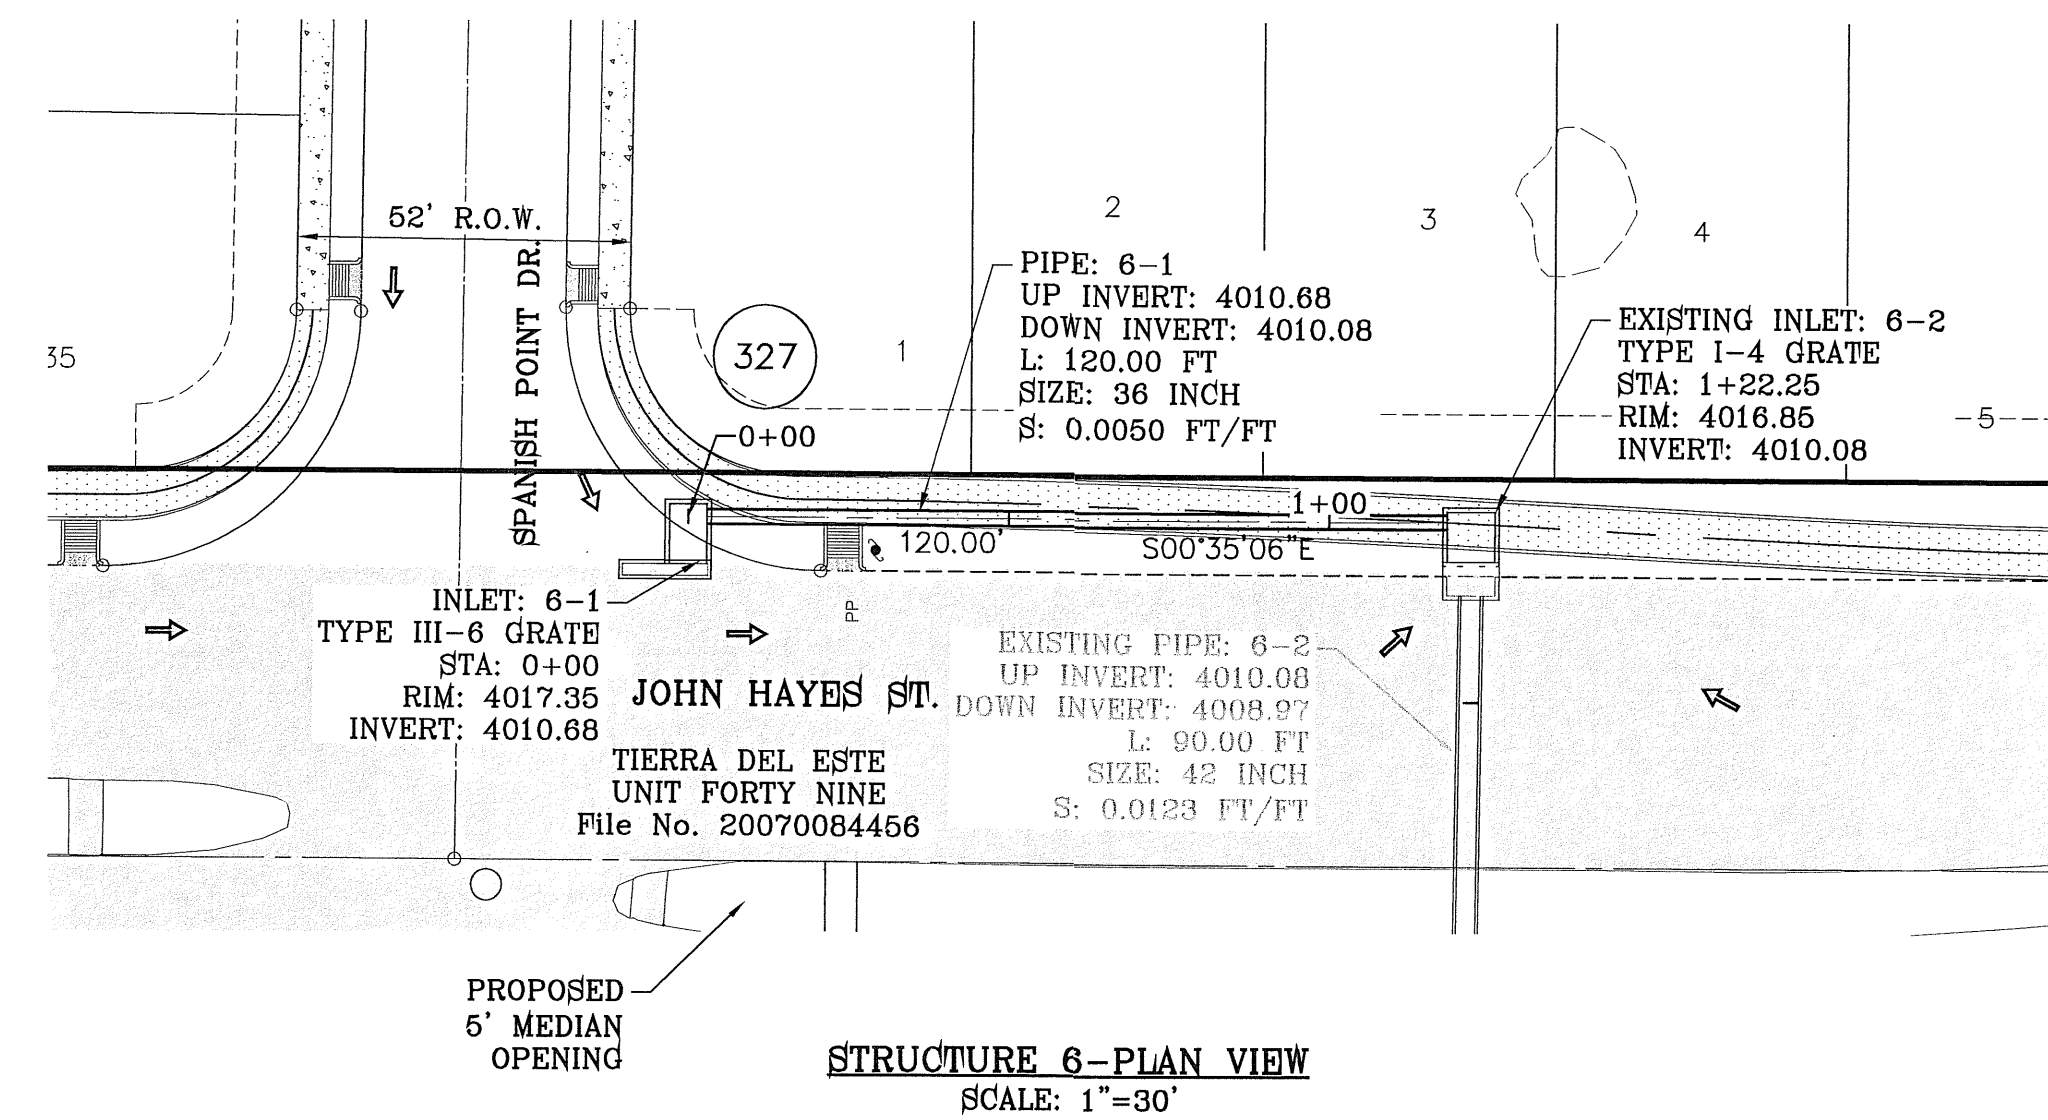 52' R.O.W.
SPANISH POINT DR.
35
327
1
2
3
4
5
PIPE: 6-1
UP INVERT: 4010.68
DOWN INVERT: 4010.08
L: 120.00 FT
SIZE: 36 INCH
S: 0.0050 FT/FT
EXISTING INLET: 6-2
TYPE I-4 GRATE
STA: 1+22.25
RIM: 4016.85
INVERT: 4010.08
0+00
1+00
120.00'
S00°35'06"E
PP
INLET: 6-1
TYPE III-6 GRATE
STA: 0+00
RIM: 4017.35
INVERT: 4010.68
JOHN HAYES ST.
TIERRA DEL ESTE
UNIT FORTY NINE
File No. 20070084456
EXISTING PIPE: 6-2
UP INVERT: 4010.08
DOWN INVERT: 4008.97
L: 90.00 FT
SIZE: 42 INCH
S: 0.0123 FT/FT
PROPOSED
5' MEDIAN
OPENING
STRUCTURE 6-PLAN VIEW
SCALE: 1"=30'